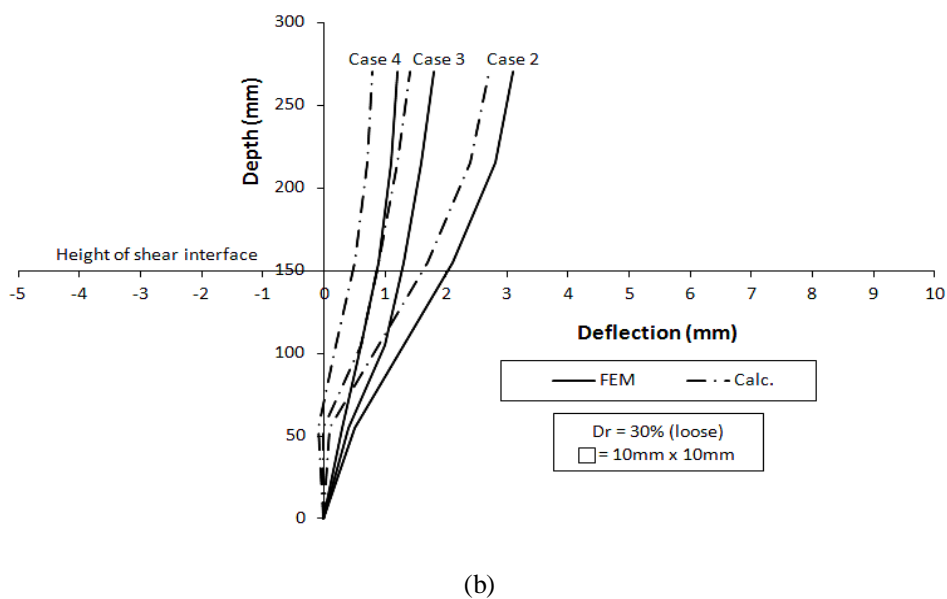 300
Case 4 Case 3 Case 2
250
Depth (mm)
200
Height of shear interface
150
-5 -4 -3 -2 -1 0 1 2 3 4 5 6 7 8 9 10
Deflection (mm)
100
FEM Calc.
Dr = 30% (loose)
= 10mm x 10mm
50
0
(b)